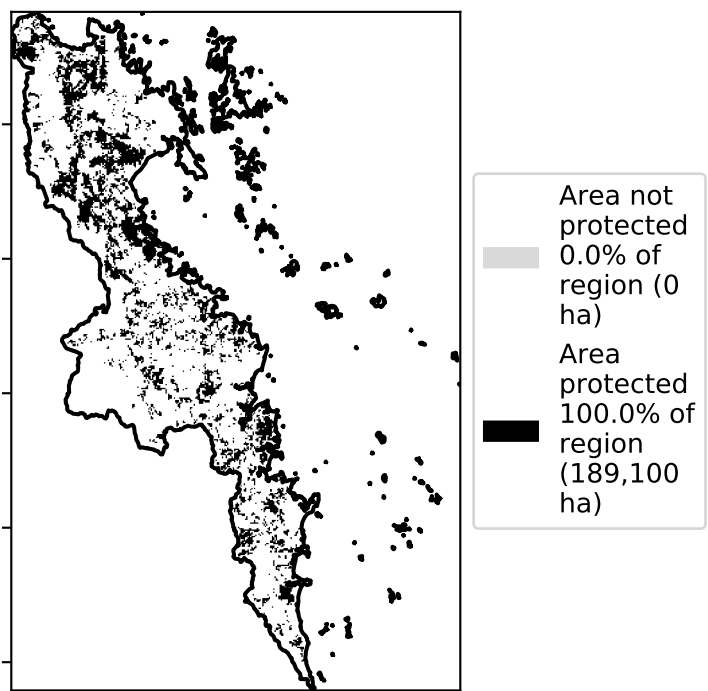 Area not
protected
0.0% of
region (0
ha)
Area
protected
100.0% of
region
(189,100
ha)